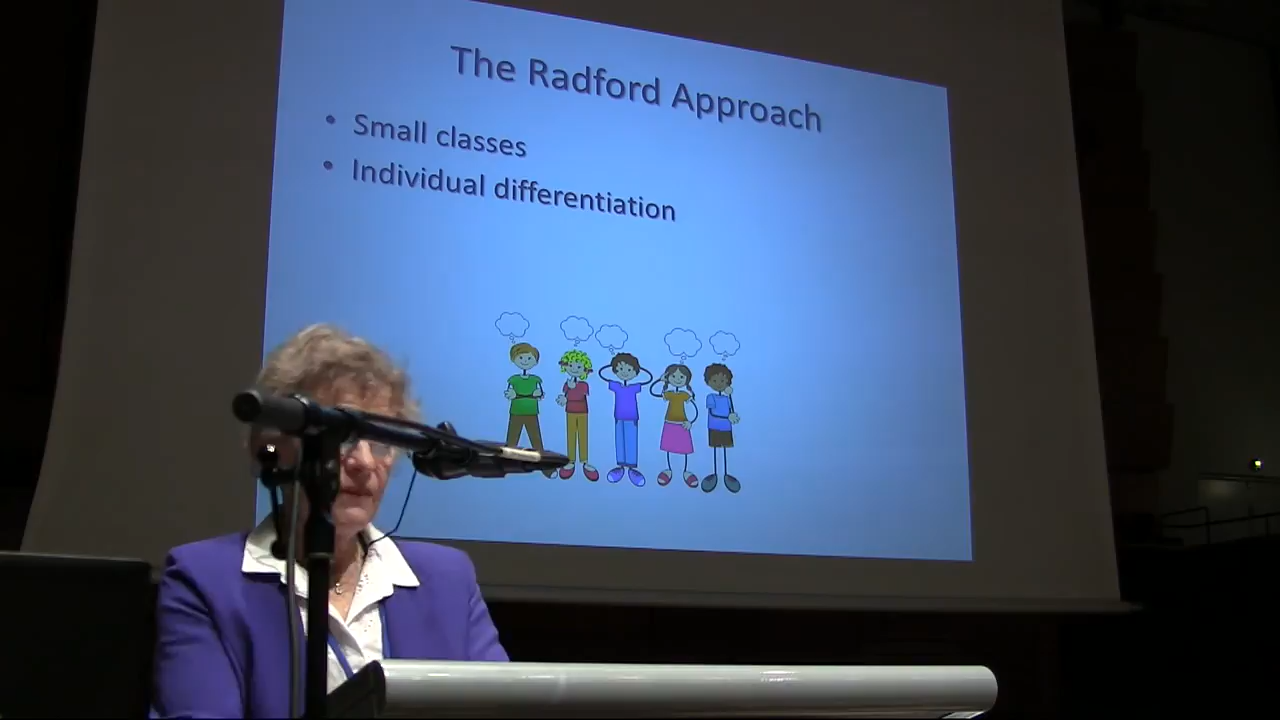 The Radford Approach
• Small classes
• Individual differentiation